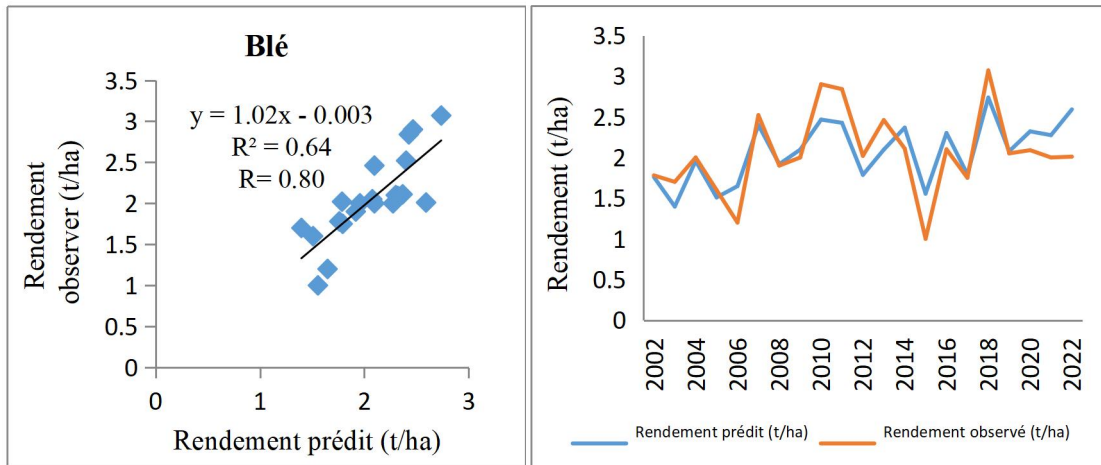 Blé
y = 1.02x - 0.003
R² = 0.64
R= 0.80
3.5
3
2.5
2
1.5
1
0.5
0
0 1 2 3
Rendement
observer (t/ha)
Rendement prédit (t/ha)
3.5
3
2.5
2
1.5
1
0.5
0
Rendement (t/ha)
2002
2004
2006
2008
2010
2012
2014
2016
2018
2020
2022
Rendement prédit (t/ha) Rendement observé (t/ha)